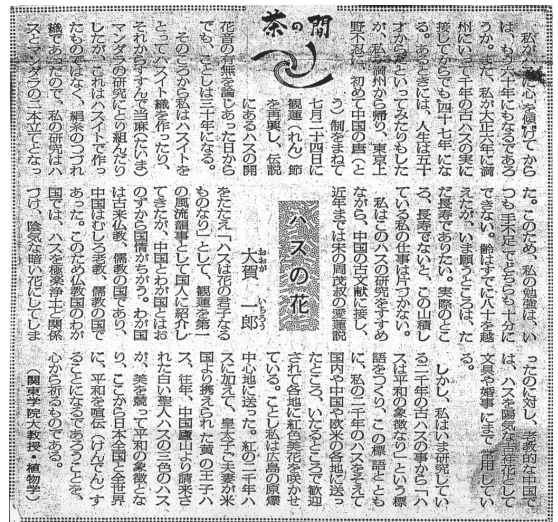 茶の間
ハスの花
大賀 一郎
おおが いちろう
私がハスに心を傾けてから
は、もう六十年にもなるであろ
うか。また、私が大正六年に満
州にいって千年の古ハスの実に
接してからでも四十七年にな
る。あるときには、人生は五十
才からだといってみたりもした
が、私は満州から帰り、東京上
野不忍に、初めて中国の唐(と
う)制をまねて
七月二十四日に
観蓮(れん)節
を再興し、伝説
にあるハスの開
花音の有無を論じあった日から
でも、ことしは三十年になる。
そのころから私はハスイトを
とってハスイト織を作ったり、
それからすすんで当麻(たいま)
マンダラの研究にとり組んだり
したが、これはハスイトで作っ
たものではなく、絹糸のつづれ
織であったので、私の研究はハ
スとマンダラの二本立てとなっ
た。このため、私の勉強は、い
つも手不足でどちらも十分に
できない。齢はすでに八十を越
えたが、いま願うところは、た
だ長寿でありたい。実際のとこ
ろ、長寿でないと、この山積し
ている私の仕事は片づかない。
私はこのハスの研究をすすめ
ながら、中国の古文献に接し、
近年までは宋の周茂叔の愛蓮説
をたたえ「ハスは花の君子なる
ものなり」として、観蓮を第一
の風流韻事として国人に紹介し
てきたが、中国とわが国とはお
のずから国情がちがう。わが国
は古来仏教、儒教の国であり、
中国はむしろ老教、儒教の国で
あった。このため仏教国のわが
国では、ハスを極楽浄土と関係
づけ、陰気な暗い花としてしま
ったのに対し、老教的な中国で
は、ハスを陽気な吉祥花として
文具や婚事にまで常用してい
る。
しかし、私はいま研究してい
る二千年の古ハスの事から「ハ
スは平和の象徴なり」という標
語をつくり、この標語ととも
に、私の二千年のハスをそえて
国内や中国や欧米の各地に送っ
たところ、いたるところで歓迎
されて各地に紅色美花を咲かせ
ている。ことし私は広島の原爆
中心地に送った。紅の二千年ハ
スに加えて、皇太子ご夫妻が米
国より携えられた黄の王子ハ
ス、往年、中国廬山より請来さ
れた白い聖人ハスの三色のハス
が、美を競って平和の象徴とな
り、ここから日本全国と全世界
に、平和を喧伝(けんでん)す
ることになるであろうことを、
心から祈るものである。
(関東学院大教授・植物学)